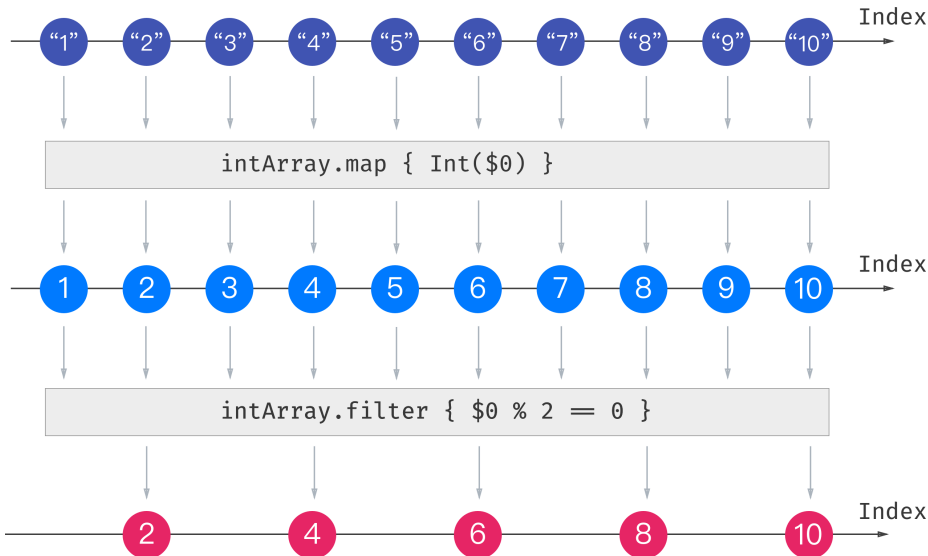 Index
“1” “2” “3” “4” “5” “6” “7” “8” “9” “10”
intArray.map { Int($0) }
Index
1 2 3 4 5 6 7 8 9 10
intArray.filter { $0 % 2 == 0 }
Index
2 4 6 8 10